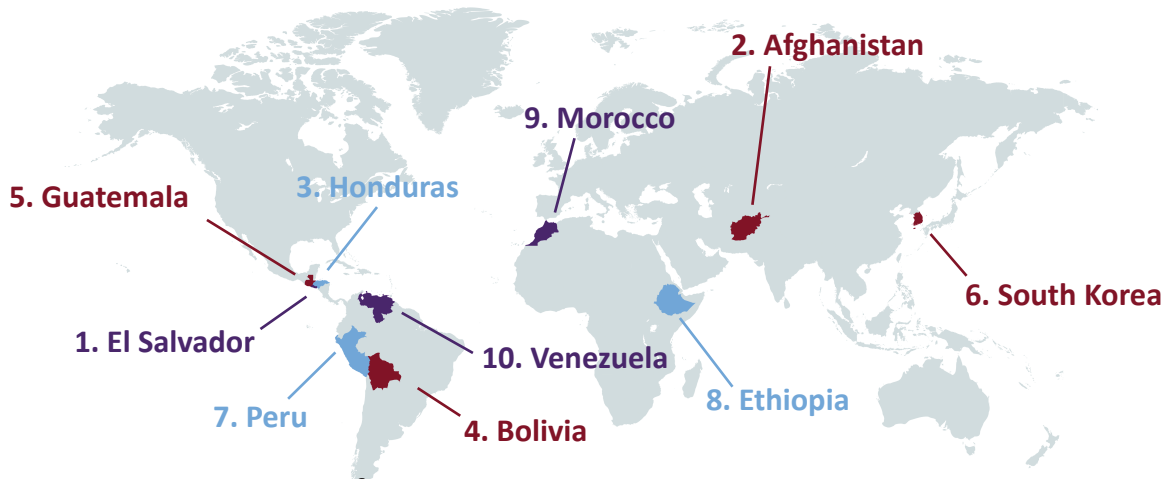 2. Afghanistan
9. Morocco
5. Guatemala
3. Honduras
6. South Korea
1. El Salvador
10. Venezuela
8. Ethiopia
7. Peru
4. Bolivia